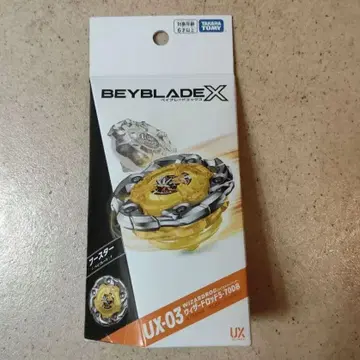 対象年齢
6才以上
TAKARA
TOMY
BEYBLADE X
ベイブレードエックス
ブースター
UX-03
WIZARDROD
ウィザードロッド5-70DB
UX